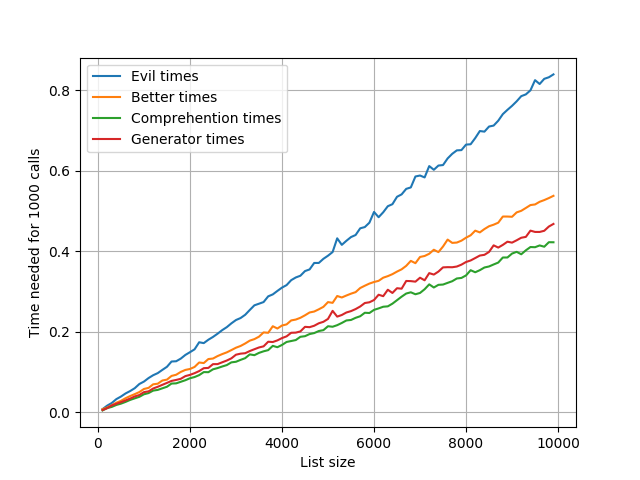 Evil times
Better times
Comprehention times
Generator times
Time needed for 1000 calls
0.8
0.6
0.4
0.2
0.0
0 2000 4000 6000 8000 10000
List size